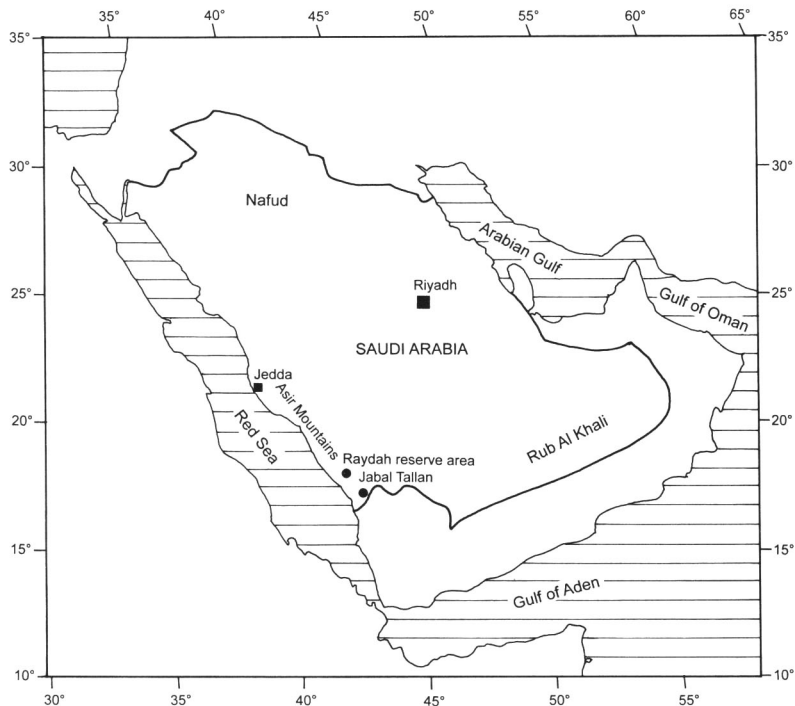 35° 40° 45° 50° 55° 60° 65°
35° 35°
30° 30°
Nafud
Arabian Gulf
Riyadh
25° 25°
Gulf of Oman
SAUDI ARABIA
Jedda
Asir Mountains
20° 20°
Red Sea
Rub Al Khali
Raydah reserve area
Jabal Tallan
15° 15°
Gulf of Aden
10° 10°
30° 35° 40° 45° 50° 55°